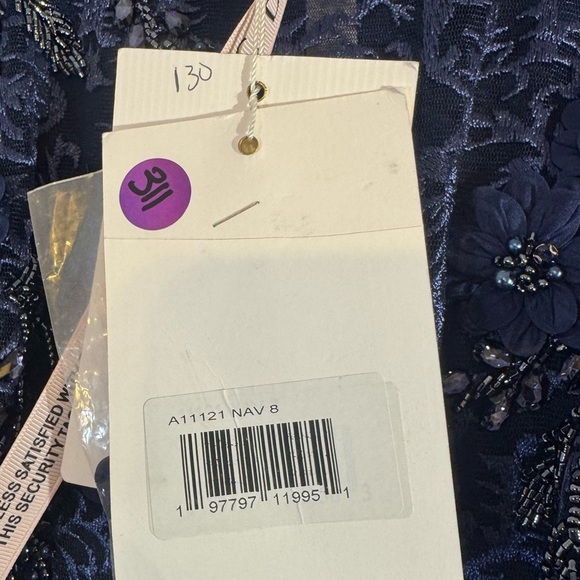 130
311
A11121 NAV 8
1 97797 11995 1
LESS SATISFIED W
THIS SECURITY TA